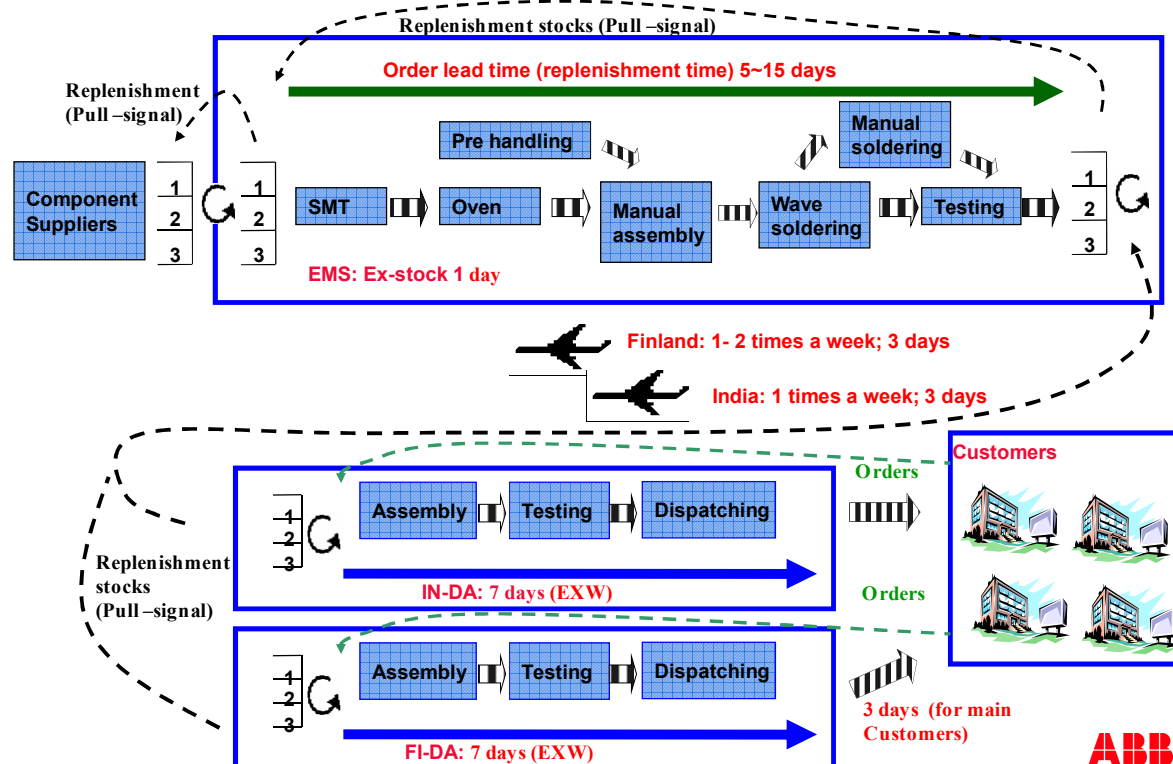 Replenishment stocks (Pull –signal)
Order lead time (replenishment time) 5~15 days
Replenishment
(Pull –signal)
Pre handling
Manual
soldering
Component
Suppliers
1
2
3
1
2
3
SMT
Oven
Manual
assembly
Wave
soldering
Testing
1
2
3
EMS: Ex-stock 1 day
Finland: 1- 2 times a week; 3 days
India: 1 times a week; 3 days
Customers
Orders
1
2
3
Assembly
Testing
Dispatching
Replenishment
stocks
(Pull –signal)
IN-DA: 7 days (EXW)
Orders
1
2
3
Assembly
Testing
Dispatching
3 days (for main
Customers)
FI-DA: 7 days (EXW)
ABB